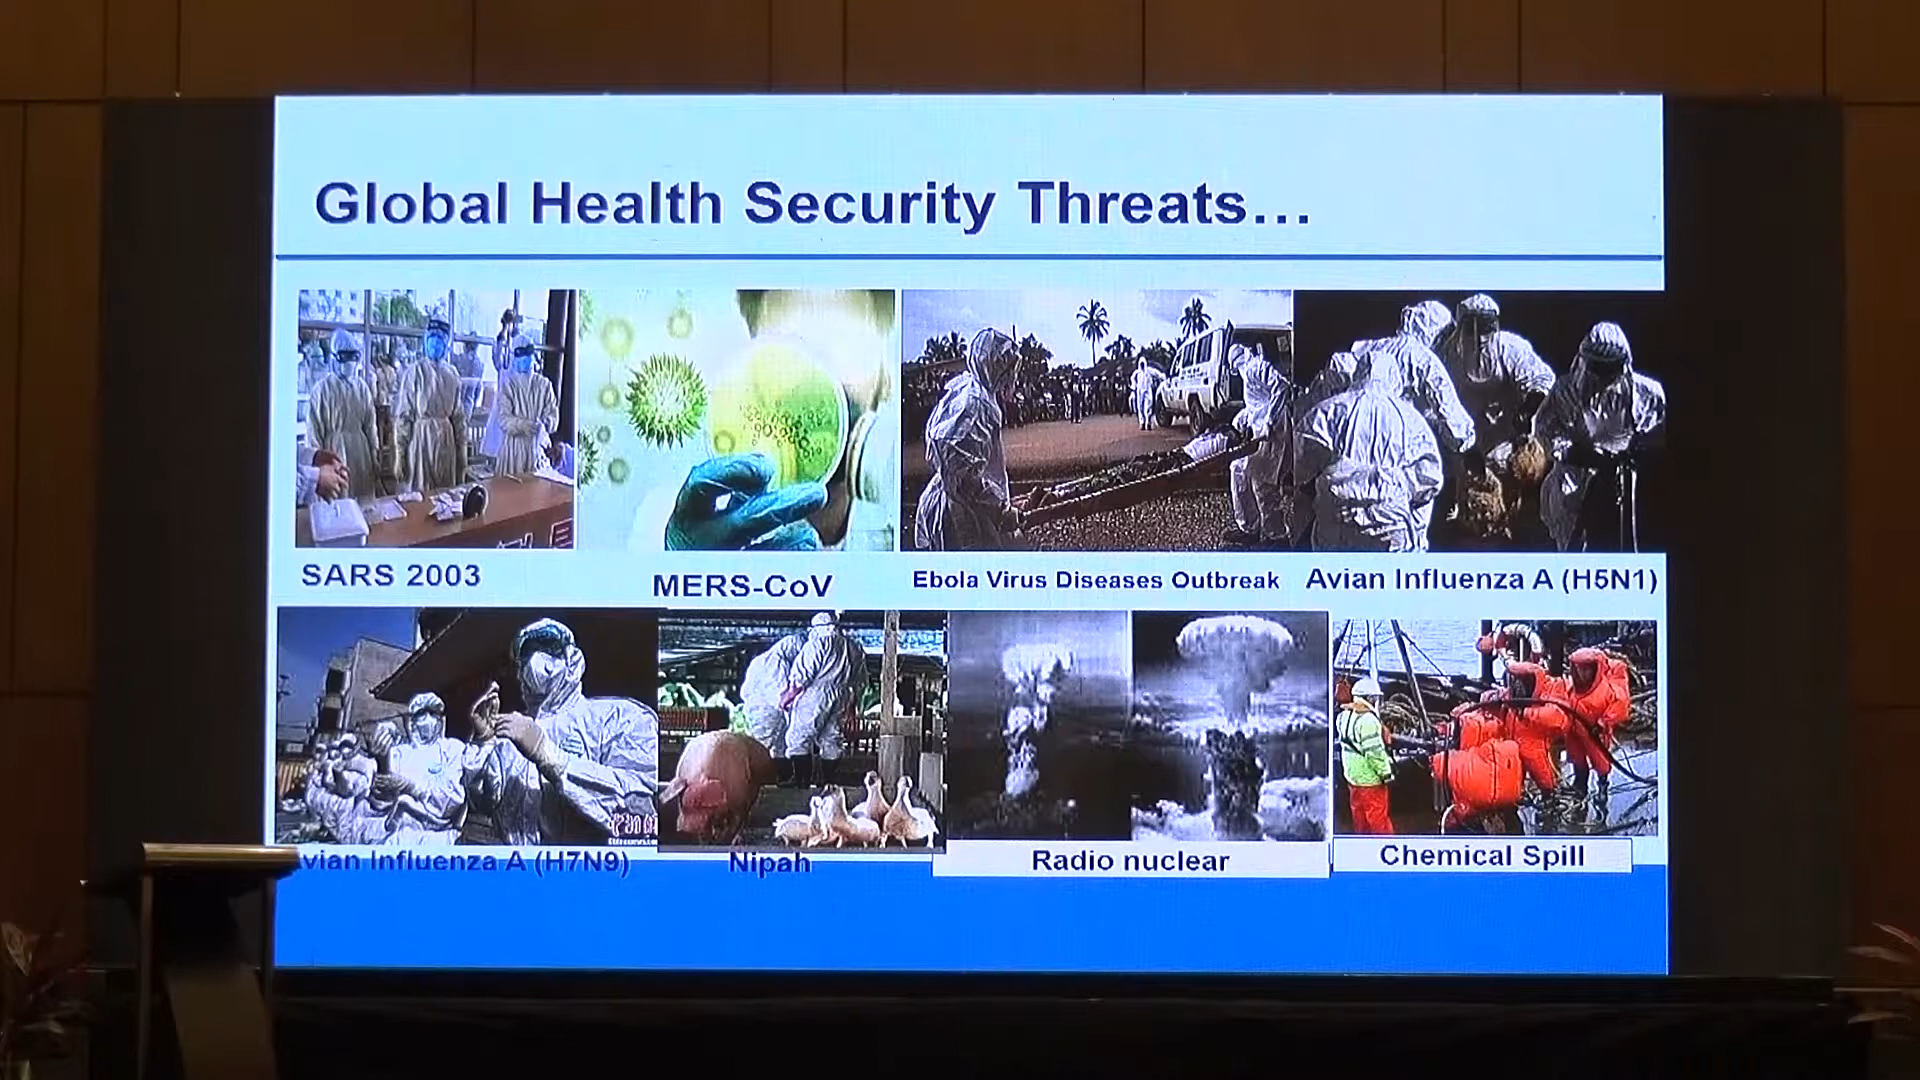 Global Health Security Threats...
SARS 2003
MERS-CoV
Ebola Virus Diseases Outbreak
Avian Influenza A (H5N1)
vian Influenza A (H7N9)
Nipah
Radio nuclear
Chemical Spill